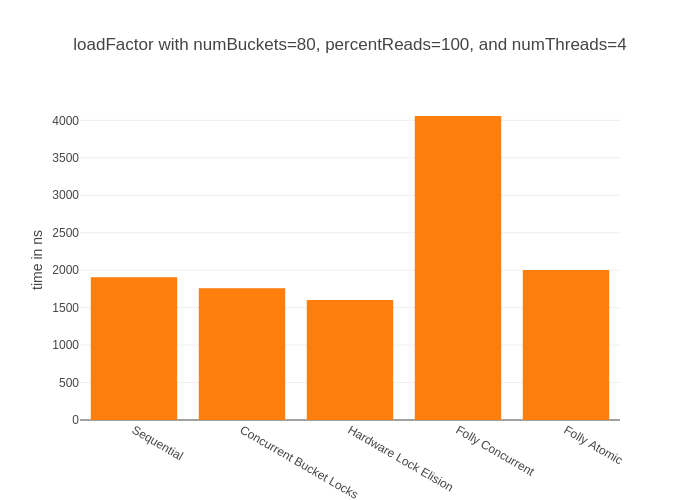 loadFactor with numBuckets=80, percentReads=100, and numThreads=4
time in ns
4000
3500
3000
2500
2000
1500
1000
500
0
Sequential
Concurrent Bucket Locks
Hardware Lock Elision
Folly Concurrent
Folly Atomic